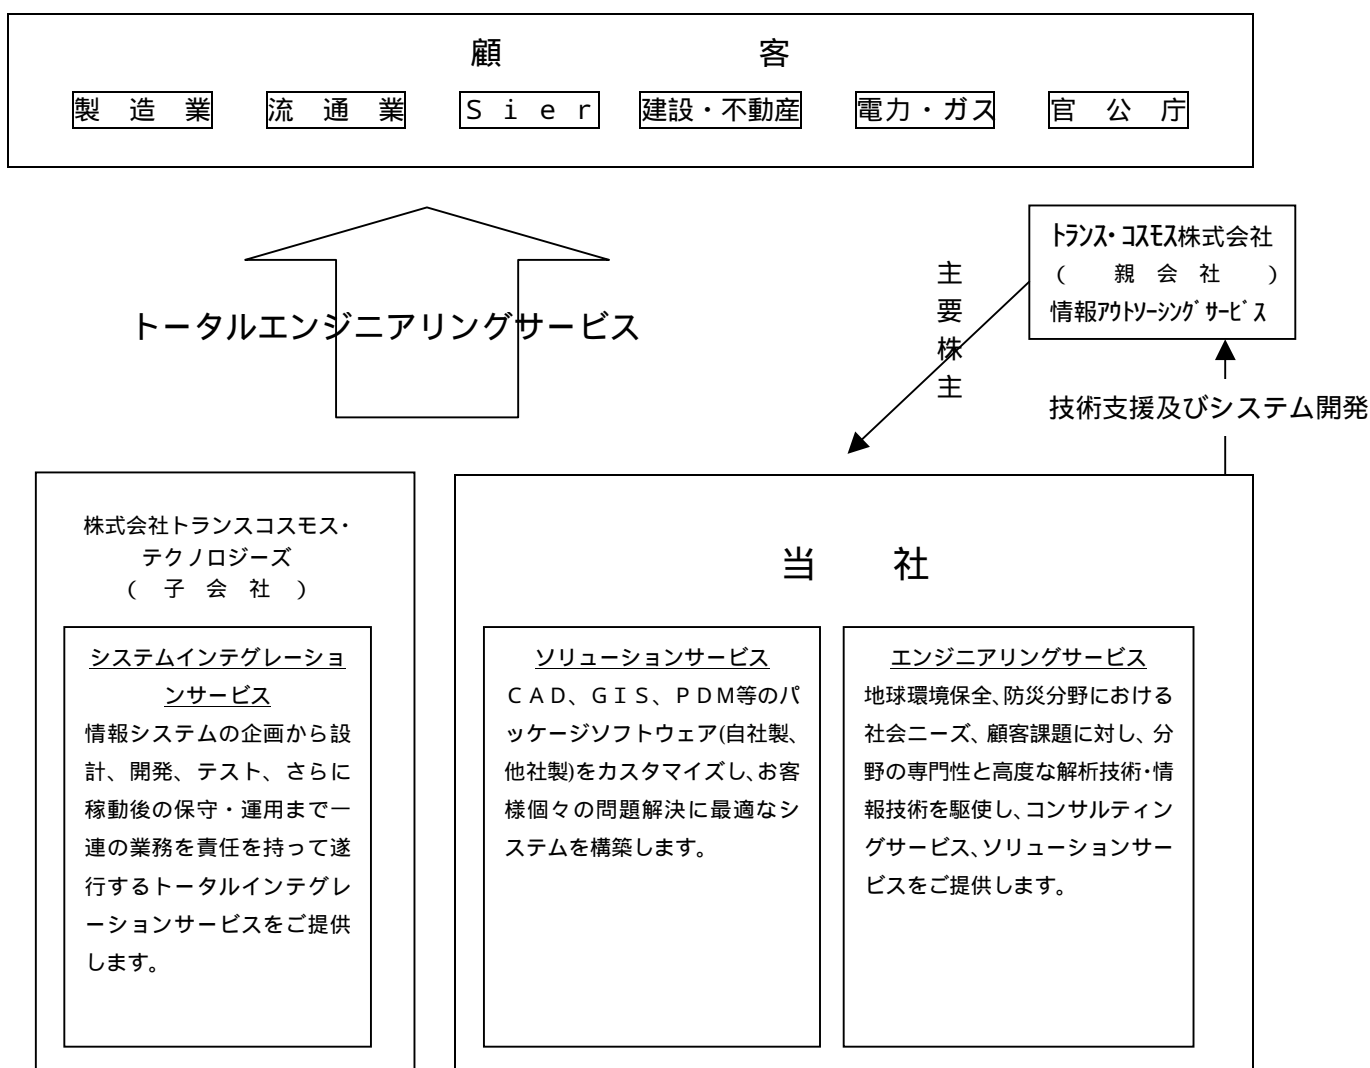 顧　客
製　造　業　流　通　業　Ｓｉｅｒ　建設・不動産　電力・ガス　官　公　庁
トランス・コスモス株式会社
（　親　会　社　）
情報アウトソーシングサービス
主要株主
トータルエンジニアリングサービス
技術支援及びシステム開発
株式会社トランスコスモス・
テクノロジーズ
（　子　会　社　）
システムインテグレーショ
ンサービス
情報システムの企画から設
計、開発、テスト、さらに
稼動後の保守・運用まで一
連の業務を責任を持って遂
行するトータルインテグレ
ーションサービスをご提供
します。
当　社
ソリューションサービス
ＣＡＤ、ＧＩＳ、ＰＤＭ等のパ
ッケージソフトウェア(自社製、
他社製)をカスタマイズし、お客
様個々の問題解決に最適なシ
ステムを構築します。
エンジニアリングサービス
地球環境保全、防災分野における
社会ニーズ、顧客課題に対し、分
野の専門性と高度な解析技術・情
報技術を駆使し、コンサルティン
グサービス、ソリューションサー
ビスをご提供します。